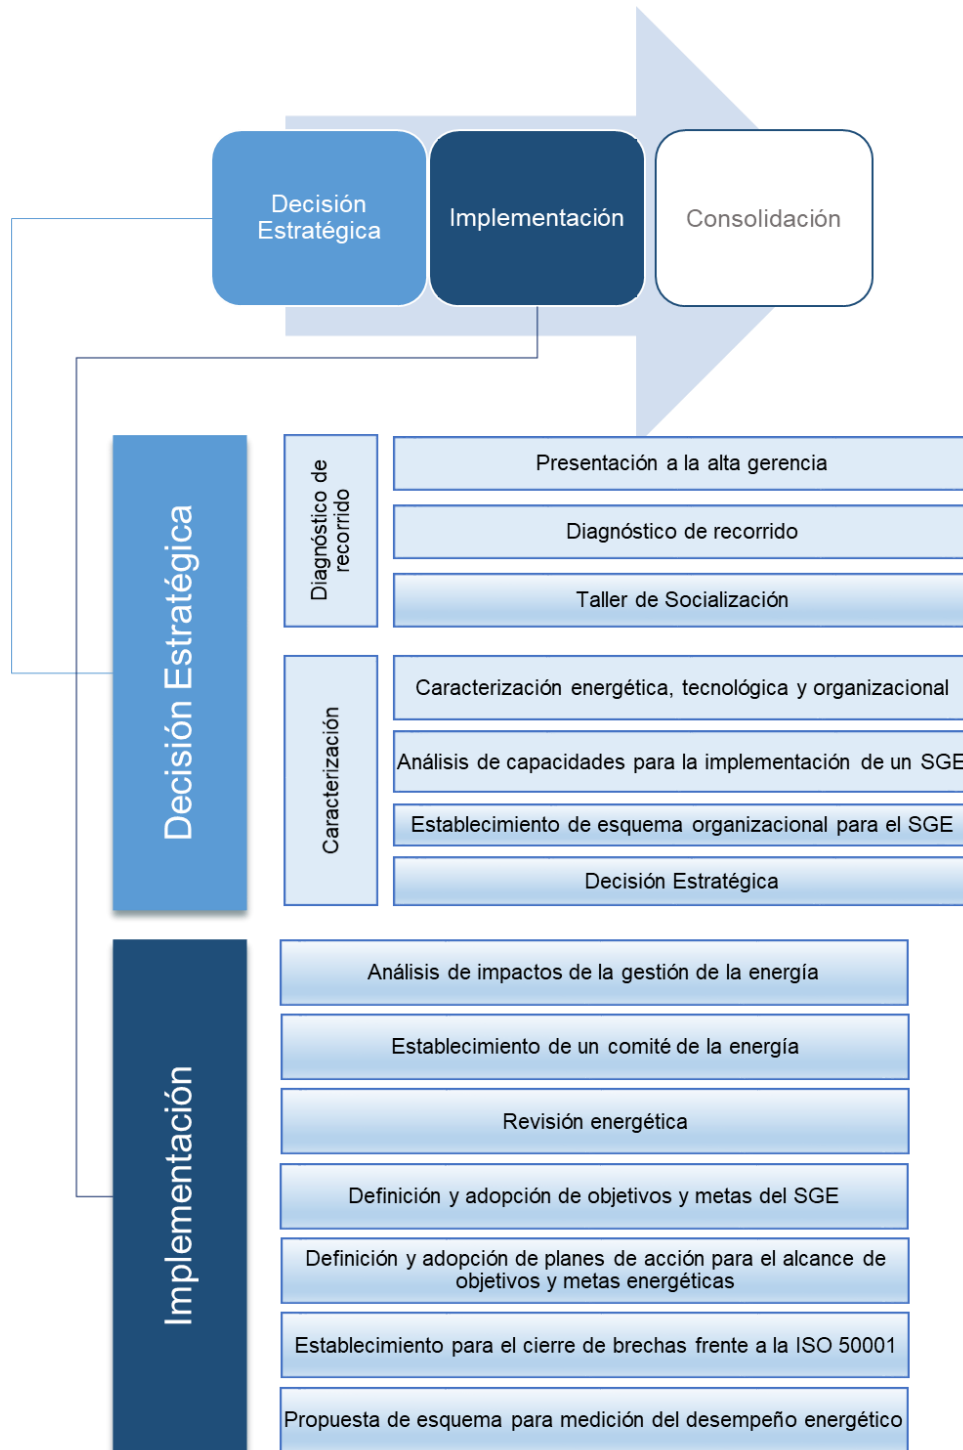 Decisión
Estratégica
Implementación
Consolidación
Decisión Estratégica
Diagnóstico de
recorrido
Presentación a la alta gerencia
Diagnóstico de recorrido
Taller de Socialización
Caracterización
Caracterización energética, tecnológica y organizacional
Análisis de capacidades para la implementación de un SGE
Establecimiento de esquema organizacional para el SGE
Decisión Estratégica
Implementación
Análisis de impactos de la gestión de la energía
Establecimiento de un comité de la energía
Revisión energética
Definición y adopción de objetivos y metas del SGE
Definición y adopción de planes de acción para el alcance de
objetivos y metas energéticas
Establecimiento para el cierre de brechas frente a la ISO 50001
Propuesta de esquema para medición del desempeño energético